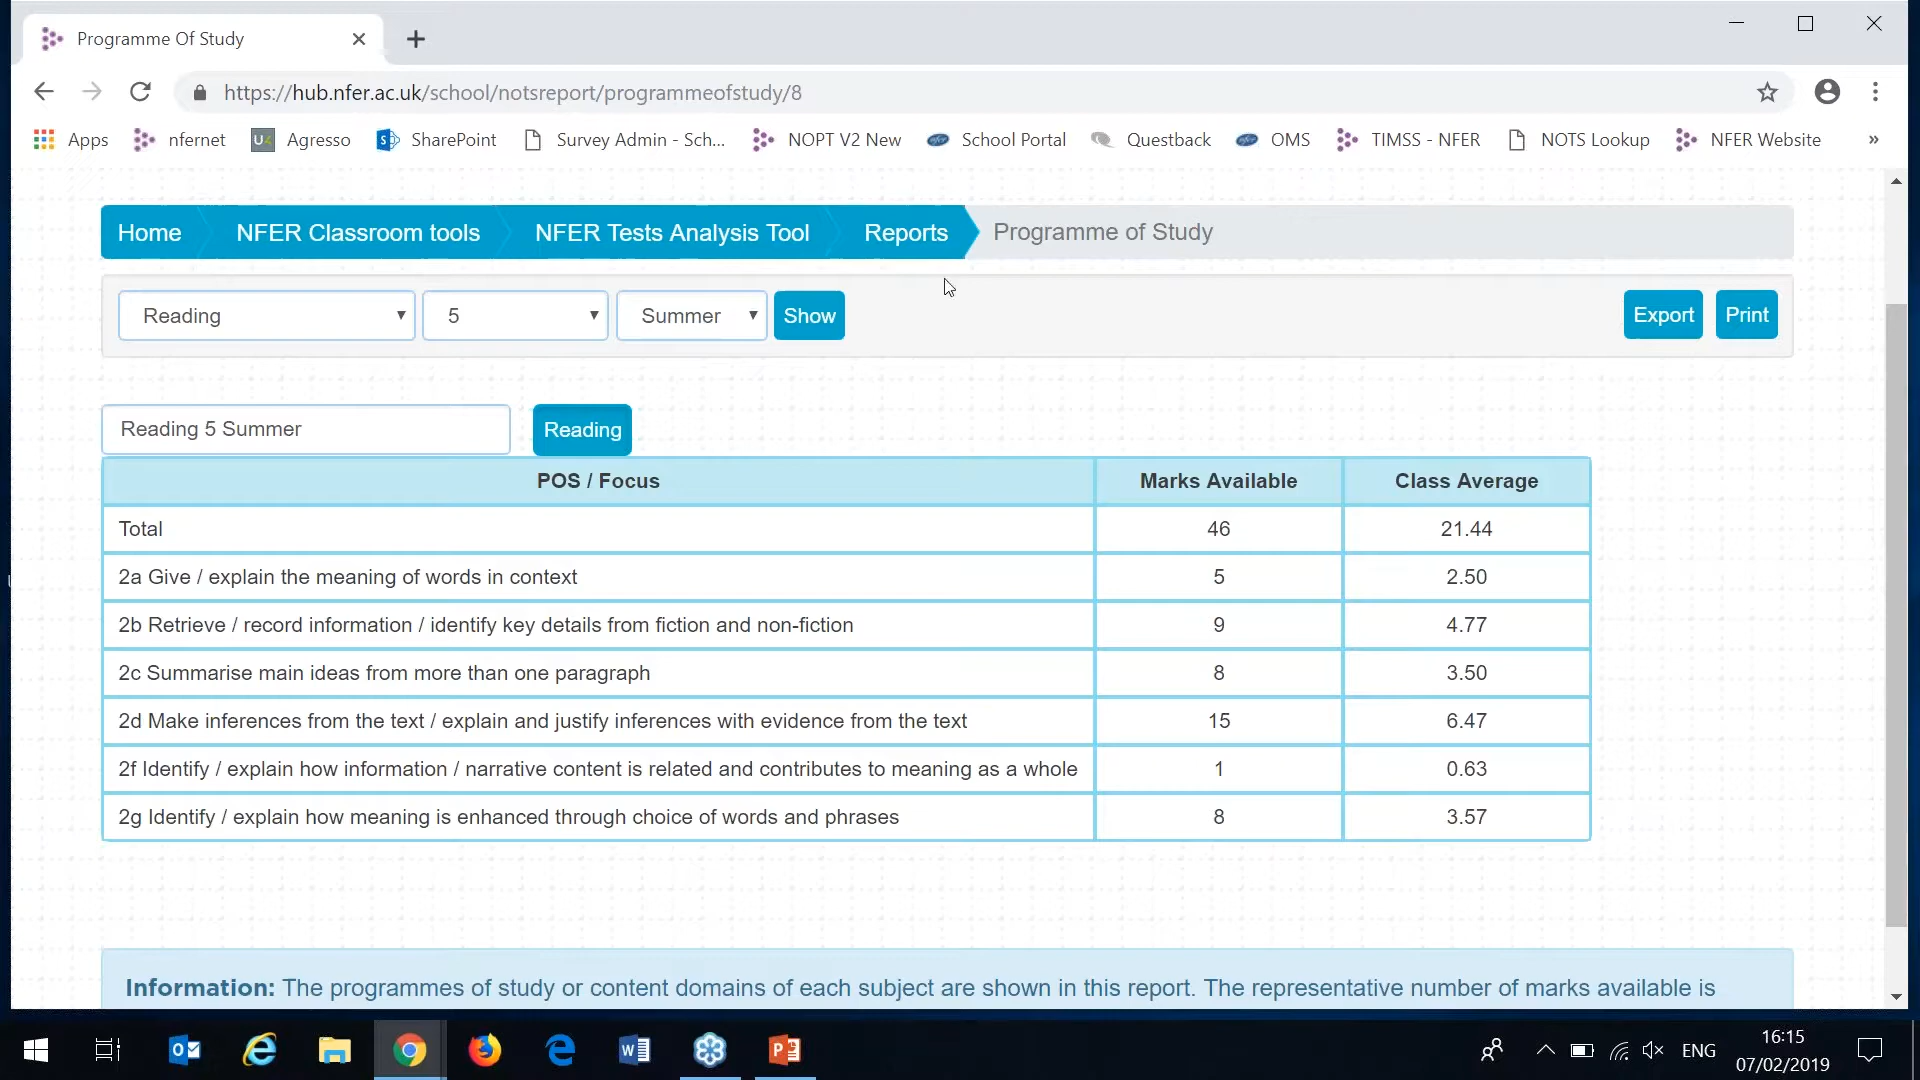 Programme Of Study
https://hub.nfer.ac.uk/school/notsreport/programmeofstudy/8
Apps nfernet Agresso SharePoint Survey Admin - Sch... NOPT V2 New School Portal Questback OMS TIMSS - NFER NOTS Lookup NFER Website »
Home NFER Classroom tools NFER Tests Analysis Tool Reports Programme of Study
Reading 5 Summer Show Export Print
Reading 5 Summer Reading
POS / Focus Marks Available Class Average
Total 46 21.44
2a Give / explain the meaning of words in context 5 2.50
2b Retrieve / record information / identify key details from fiction and non-fiction 9 4.77
2c Summarise main ideas from more than one paragraph 8 3.50
2d Make inferences from the text / explain and justify inferences with evidence from the text 15 6.47
2f Identify / explain how information / narrative content is related and contributes to meaning as a whole 1 0.63
2g Identify / explain how meaning is enhanced through choice of words and phrases 8 3.57
Information: The programmes of study or content domains of each subject are shown in this report. The representative number of marks available is
ENG 16:15
07/02/2019